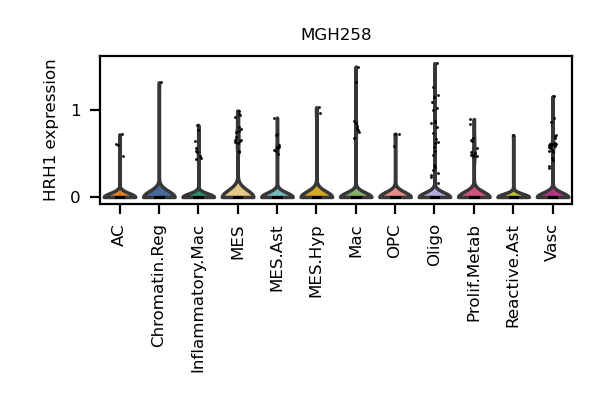 MGH258
HRH1 expression
1
0
AC
Chromatin.Reg
Inflammatory.Mac
MES
MES.Ast
MES.Hyp
Mac
OPC
Oligo
Prolif.Metab
Reactive.Ast
Vasc